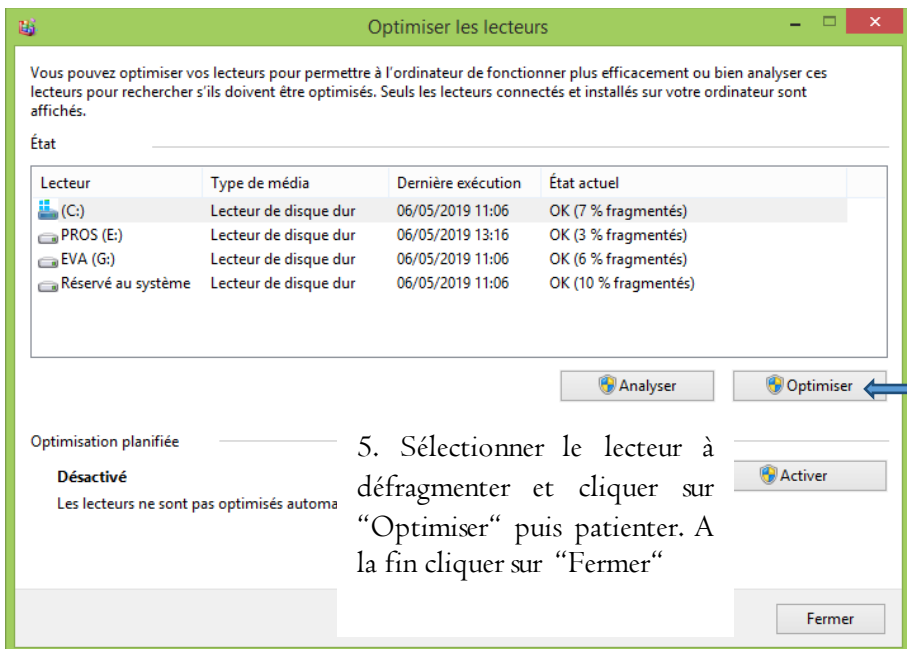 Optimiser les lecteurs
Vous pouvez optimiser vos lecteurs pour permettre à l'ordinateur de fonctionner plus efficacement ou bien analyser ces
lecteurs pour rechercher s'ils doivent être optimisés. Seuls les lecteurs connectés et installés sur votre ordinateur sont
affichés.
État
Lecteur Type de média Dernière exécution État actuel
(C:) Lecteur de disque dur 06/05/2019 11:06 OK (7 % fragmentés)
PROS (E:) Lecteur de disque dur 06/05/2019 13:16 OK (3 % fragmentés)
EVA (G:) Lecteur de disque dur 06/05/2019 11:06 OK (6 % fragmentés)
Réservé au système Lecteur de disque dur 06/05/2019 11:06 OK (10 % fragmentés)
Analyser Optimiser
Optimisation planifiée
Désactivé
Les lecteurs ne sont pas optimisés automa
Activer
5. Sélectionner le lecteur à
défragmenter et cliquer sur
“Optimiser“ puis patienter. A
la fin cliquer sur “Fermer“
Fermer